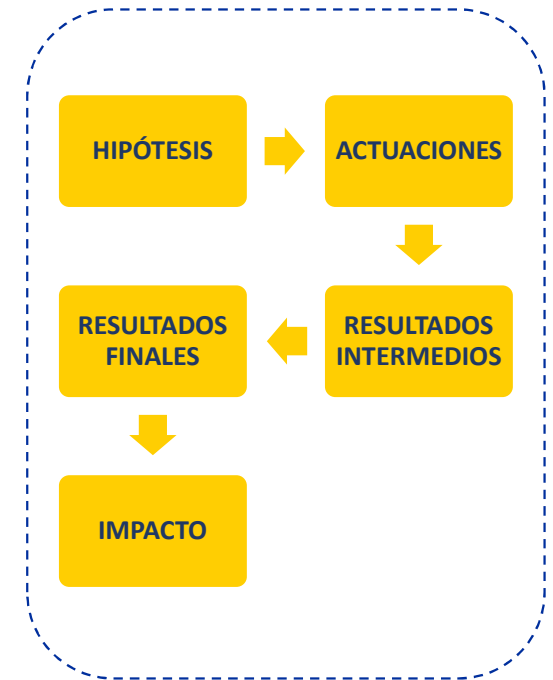 HIPÓTESIS
ACTUACIONES
RESULTADOS
INTERMEDIOS
RESULTADOS
FINALES
IMPACTO